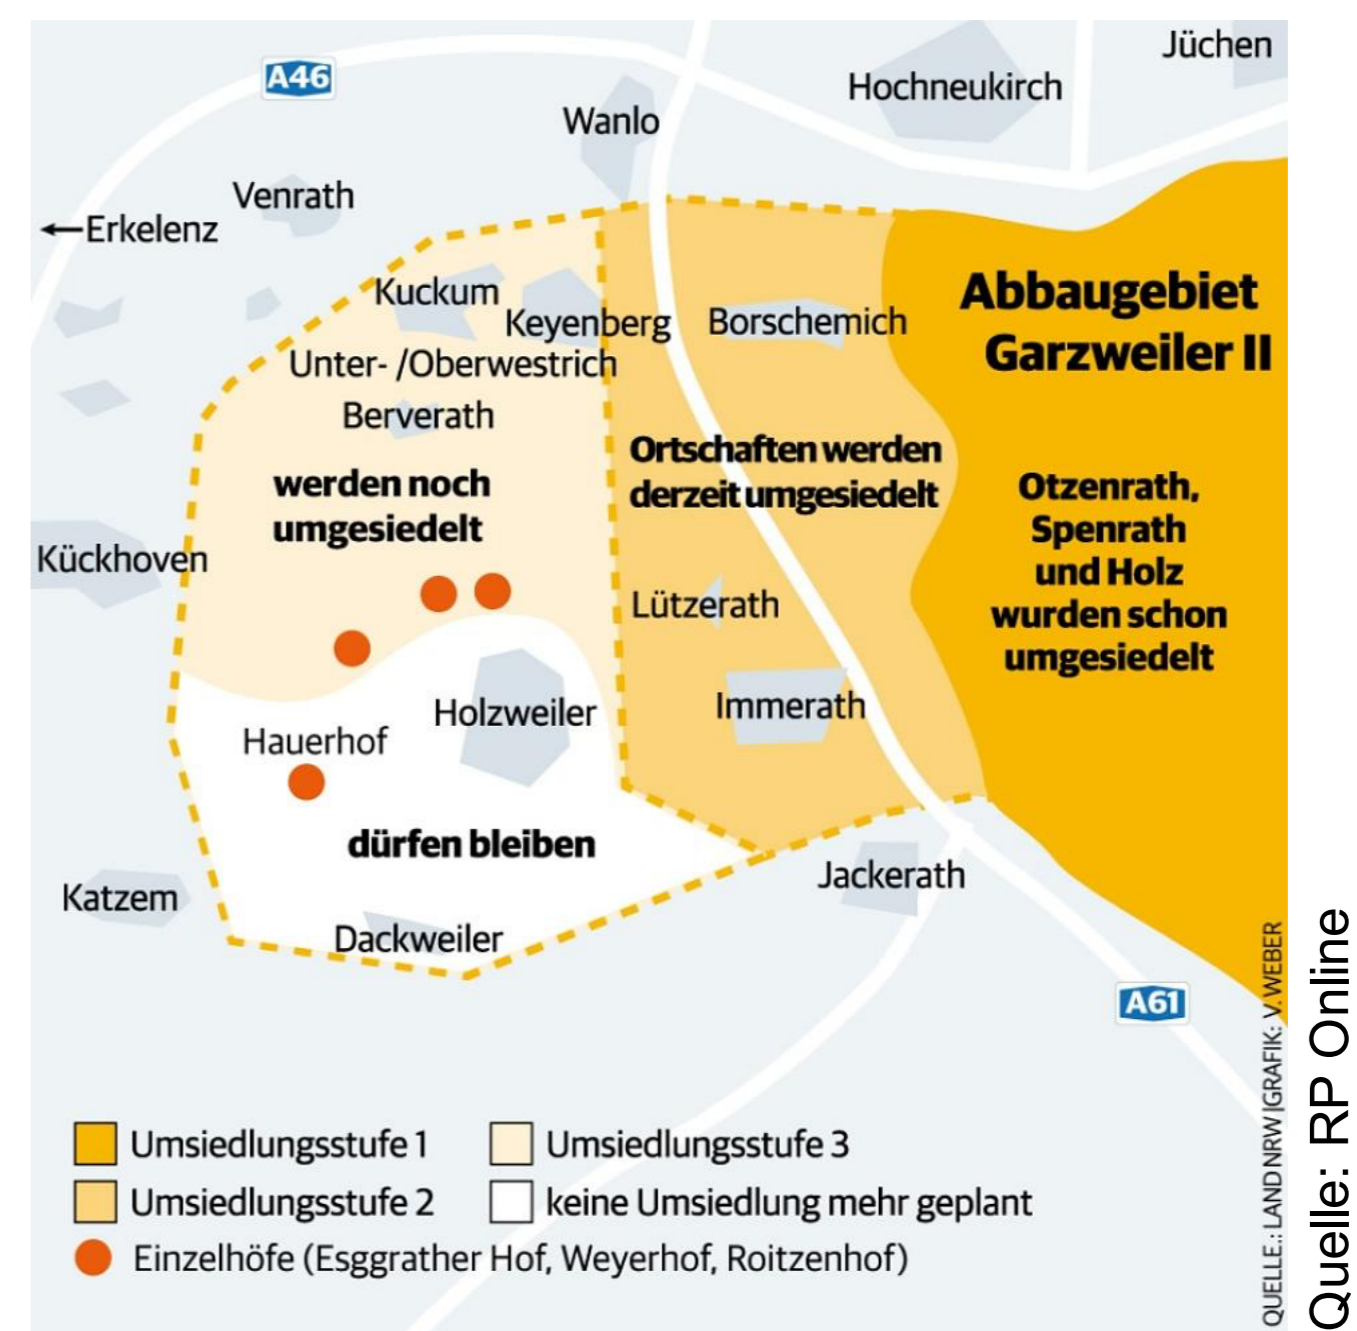 Jüchen
A46
Hochneukirch
Wanlo
Venrath
←Erkelenz
Kuckum
Keyenberg
Borschemich
Abbaugebiet
Garzweiler II
Unter- /Oberwestrich
Berverath
Ortschaften werden
derzeit umgesiedelt
werden noch
umgesiedelt
Otzenrath,
Spenrath
und Holz
wurden schon
umgesiedelt
Kückhoven
Lützerath
Immerath
Holzweiler
Hauerhof
dürfen bleiben
Jackerath
Katzem
Dackweiler
A61
Umsiedlungsstufe 1
Umsiedlungsstufe 3
Umsiedlungsstufe 2
keine Umsiedlung mehr geplant
Einzelhöfe (Esggrather Hof, Weyerhof, Roitzenhof)
QUELLE.: LAND NRW |GRAFIK: V. WEBER
Quelle: RP Online